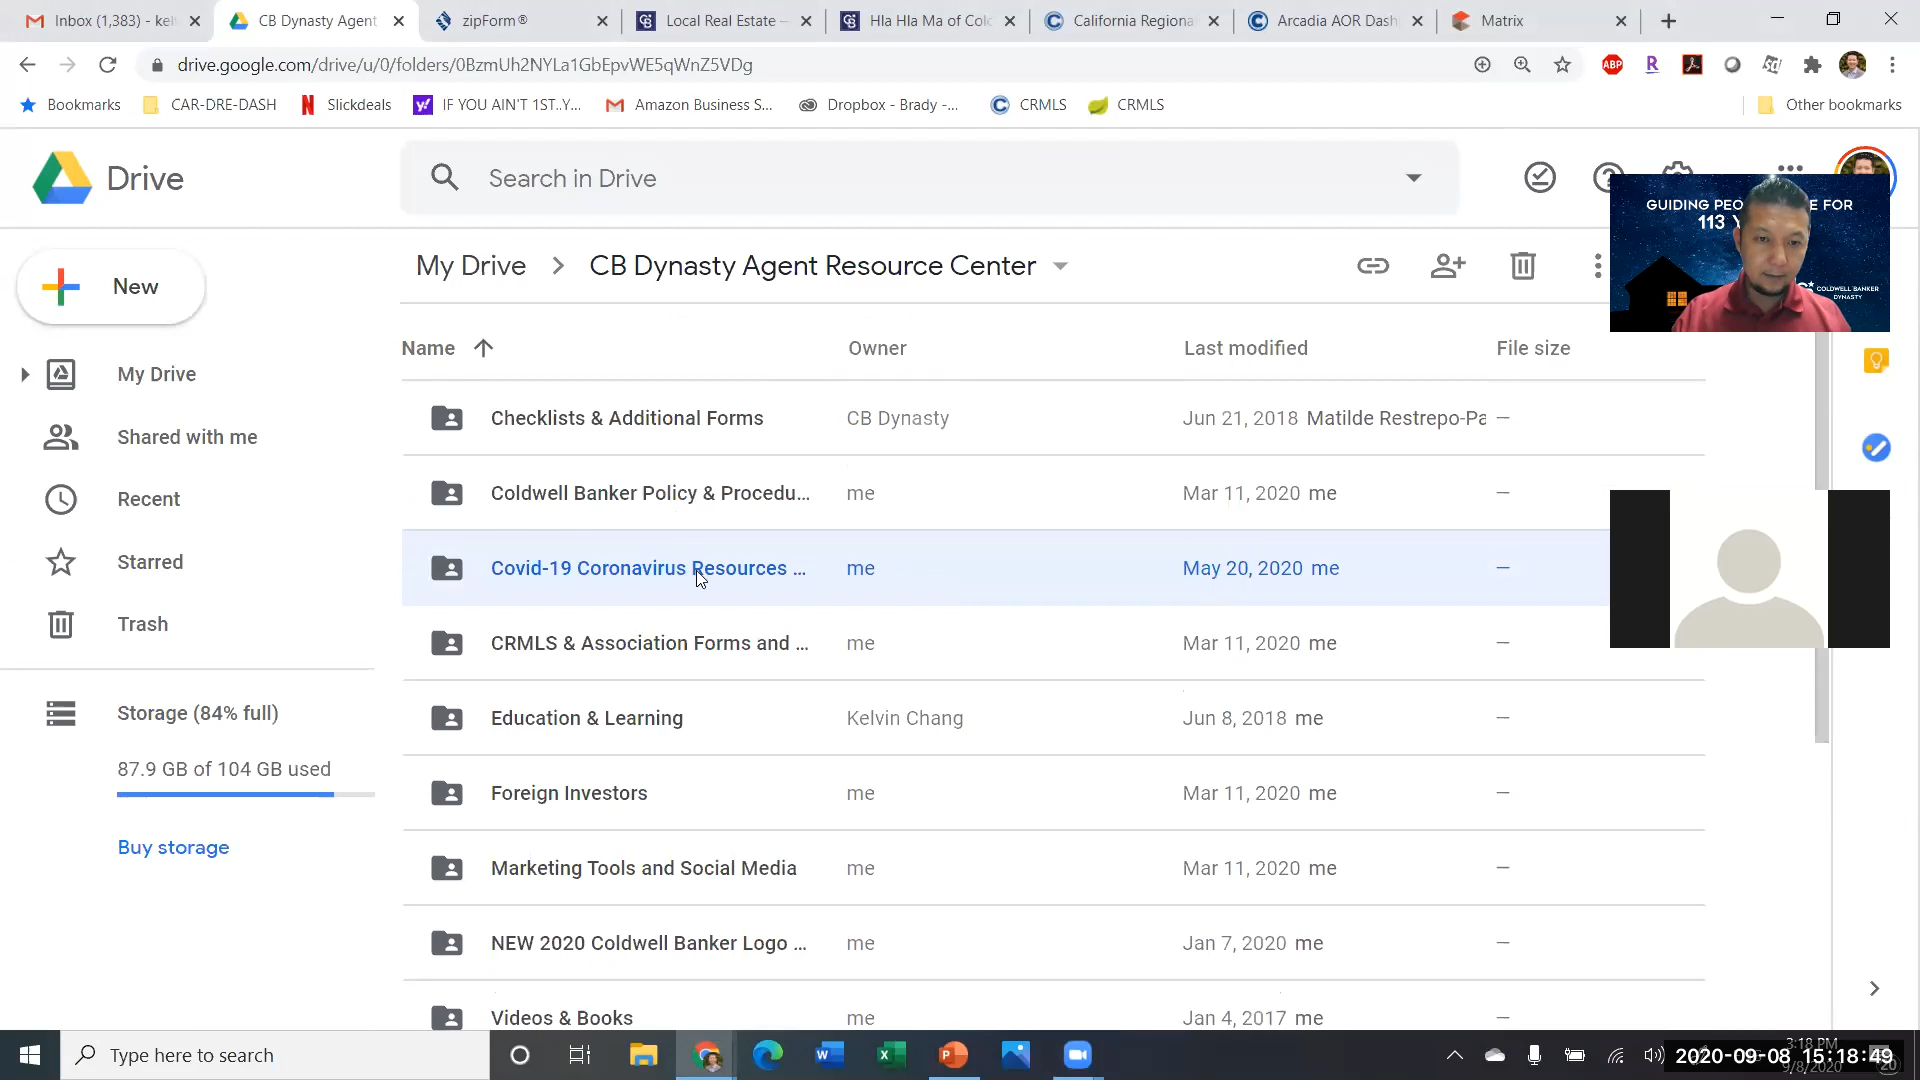 Inbox (1,383) - kel
CB Dynasty Agent
zipForm®
Local Real Estate –
Hla Hla Ma of Col
California Regiona
Arcadia AOR Dash
Matrix
drive.google.com/drive/u/0/folders/0BzmUh2NYLa1GbEpvWE5qWnZ5VDg
ABP
R
Bookmarks
CAR-DRE-DASH
Slickdeals
IF YOU AIN'T 1ST..Y...
Amazon Business S...
Dropbox - Brady -...
CRMLS
CRMLS
Other bookmarks
Drive
Search in Drive
GUIDING PEO E FOR
113 Y
COLDWELL BANKER
DYNASTY
New
My Drive > CB Dynasty Agent Resource Center
Name Owner Last modified File size
My Drive
Shared with me
Recent
Starred
Trash
Storage (84% full)
87.9 GB of 104 GB used
Buy storage
Checklists & Additional Forms CB Dynasty Jun 21, 2018 Matilde Restrepo-Pa —
Coldwell Banker Policy & Procedu... me Mar 11, 2020 me —
Covid-19 Coronavirus Resources ... me May 20, 2020 me —
CRMLS & Association Forms and ... me Mar 11, 2020 me —
Education & Learning Kelvin Chang Jun 8, 2018 me —
Foreign Investors me Mar 11, 2020 me —
Marketing Tools and Social Media me Mar 11, 2020 me —
NEW 2020 Coldwell Banker Logo ... me Jan 7, 2020 me —
Videos & Books me Jan 4, 2017 me
Type here to search
3:18 PM
2020-09-08 15:18:49
9/8/2020
20